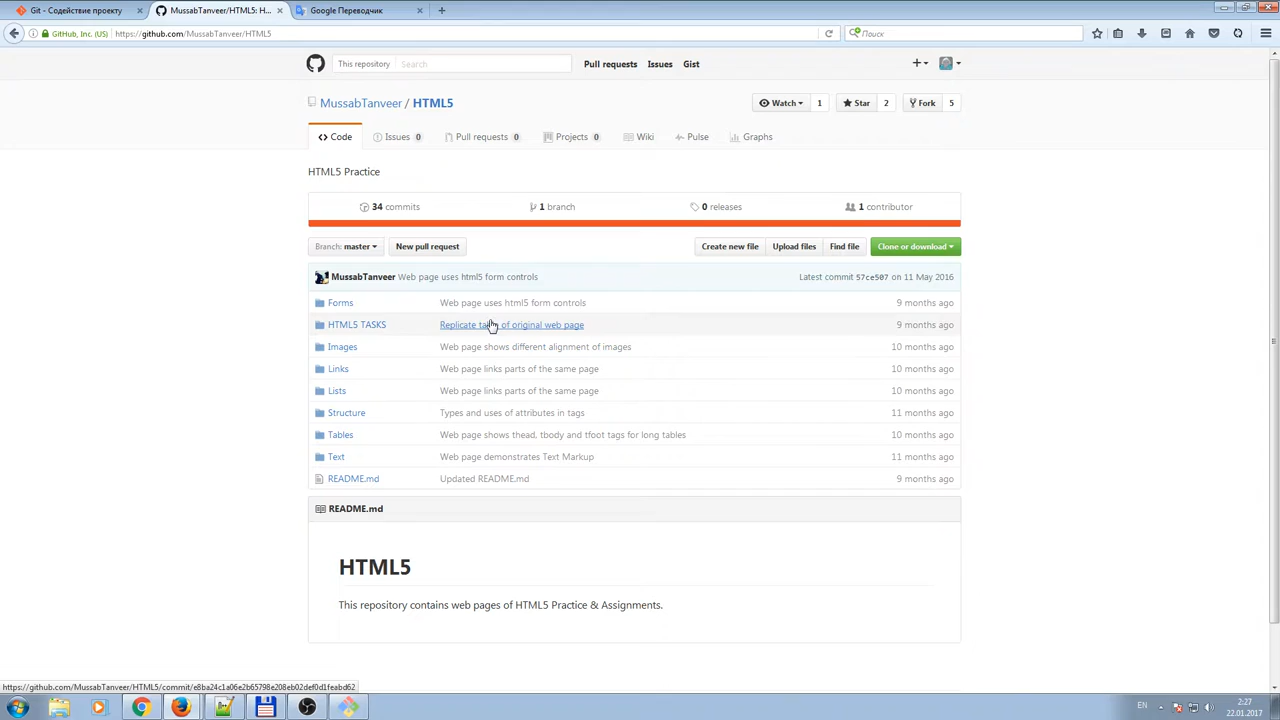 Git - Содействие проекту
MussabTanveer/HTML5: H...
Google Переводчик
GitHub, Inc. (US)
https://github.com/MussabTanveer/HTML5
Поиск
This repository
Search
Pull requests
Issues
Gist
MussabTanveer / HTML5
Watch
1
Star
2
Fork
5
Code
Issues 0
Pull requests 0
Projects 0
Wiki
Pulse
Graphs
HTML5 Practice
34 commits
1 branch
0 releases
1 contributor
Branch: master
New pull request
Create new file
Upload files
Find file
Clone or download
MussabTanveer Web page uses html5 form controls
Latest commit 57ce507 on 11 May 2016
Forms
Web page uses html5 form controls
9 months ago
HTML5 TASKS
Replicate of original web page
9 months ago
Images
Web page shows different alignment of images
10 months ago
Links
Web page links parts of the same page
10 months ago
Lists
Web page links parts of the same page
10 months ago
Structure
Types and uses of attributes in tags
11 months ago
Tables
Web page shows thead, tbody and tfoot tags for long tables
10 months ago
Text
Web page demonstrates Text Markup
11 months ago
README.md
Updated README.md
9 months ago
README.md
HTML5
This repository contains web pages of HTML5 Practice & Assignments.
https://github.com/MussabTanveer/HTML5/commit/e8ba24c1a06e2b65798e208eb02def0d1feabd62
EN
2:27
22.01.2017